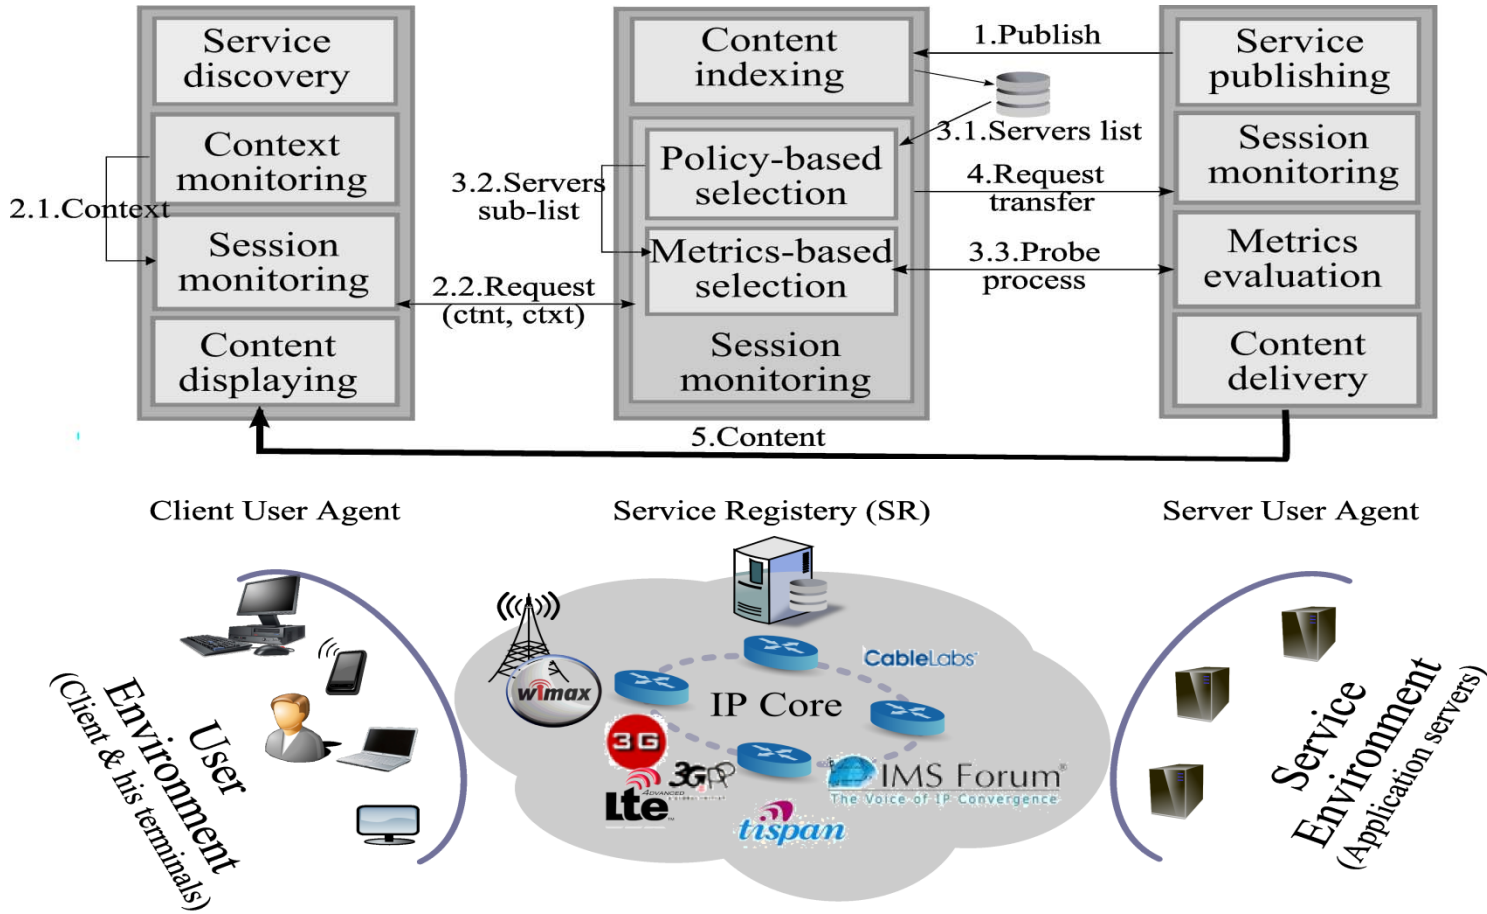 Service
discovery
Context
monitoring
2.1.Context
Session
monitoring
Content
displaying
2.2.Request
(ctnt, ctxt)
Content
indexing
1.Publish
3.1.Servers list
Policy-based
selection
3.2.Servers
sub-list
Metrics-based
selection
Session
monitoring
4.Request
transfer
3.3.Probe
process
Service
publishing
Session
monitoring
Metrics
evaluation
Content
delivery
5.Content
Client User Agent
Service Registery (SR)
Server User Agent
User
Environment
(Client & his terminals)
wimax
CableLabs®
IP Core
3G
3GPP
Lte™
4 ADVANCED
IMS Forum®
The Voice of IP Convergence
tispan
Service
Environment
(Application servers)